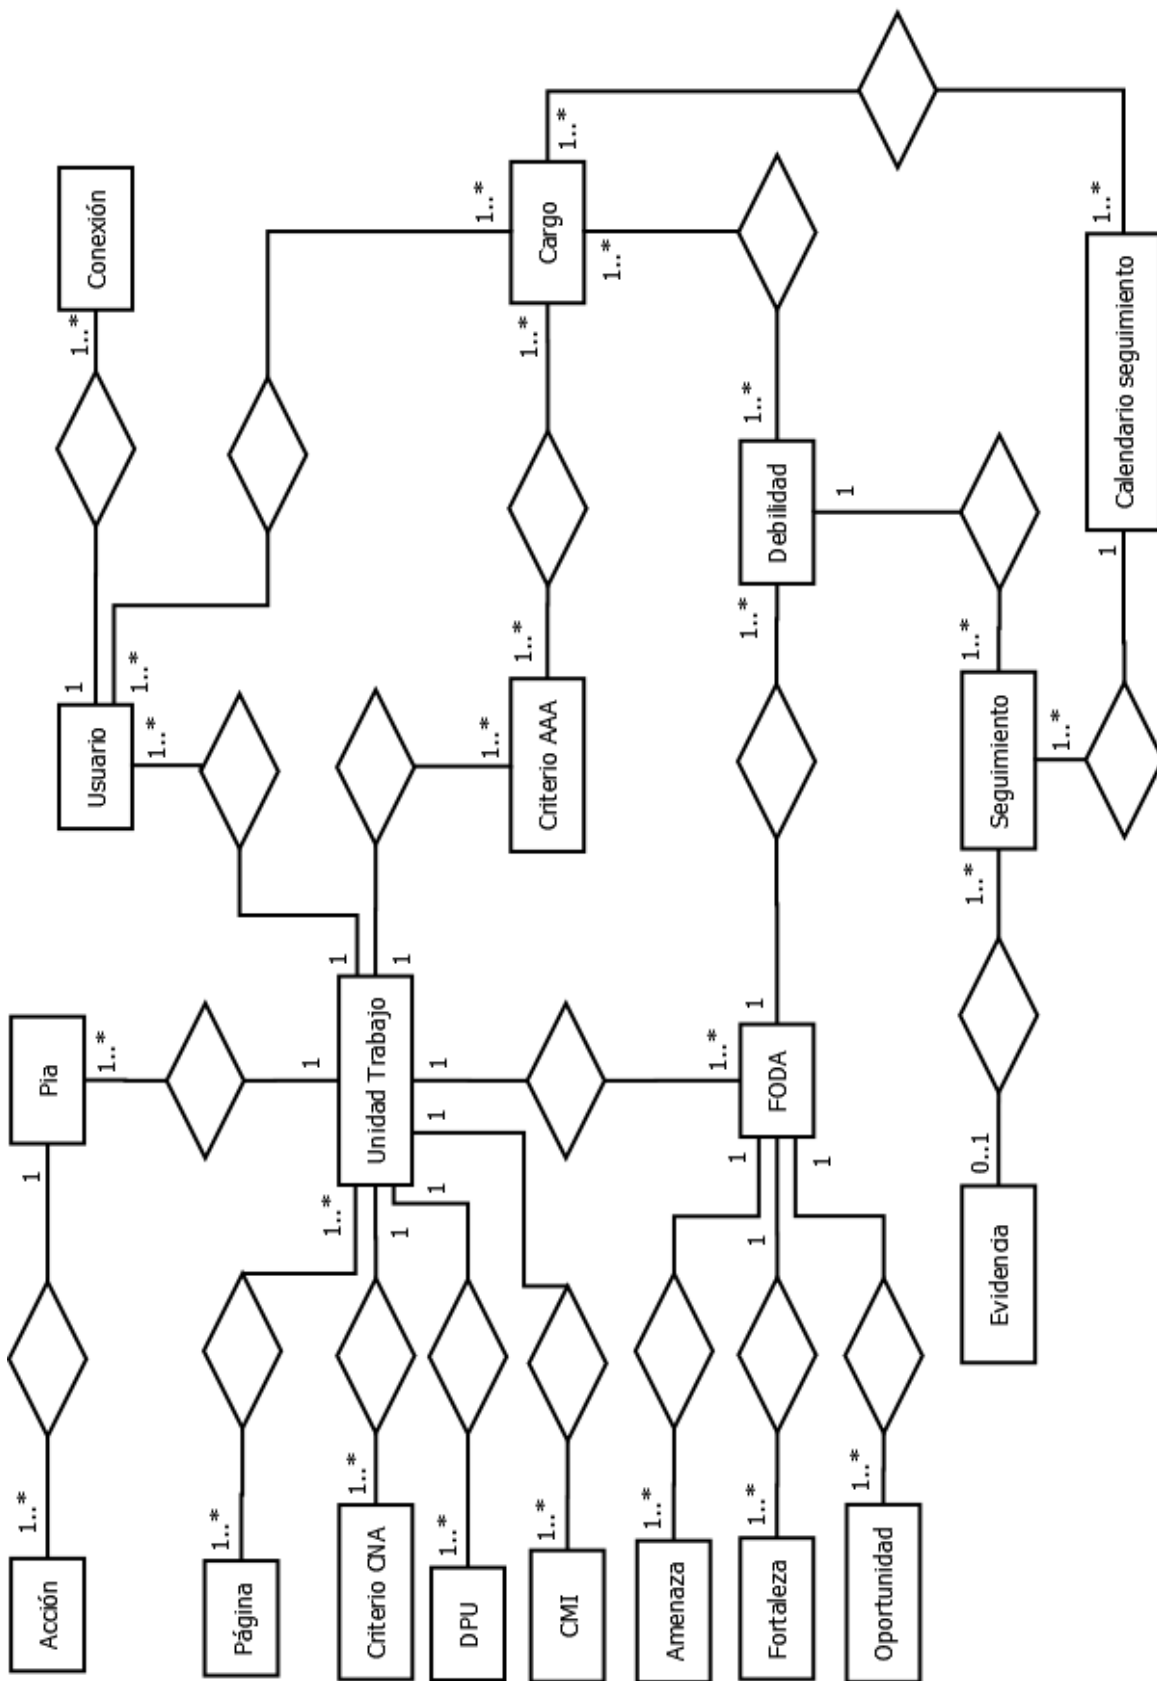 1..*
1
Acción
Pia
1
1..*
Usuario
Conexión
1..*
1..*
1..*
1..*
Página
1
1..*
1
1..*
Criterio CNA
Unidad Trabajo
1
1
1
1
1
1..*
DPU
1..*
1..*
1..*
1..*
1..*
CMI
Criterio AAA
Cargo
1..*
1..*
1..*
Amenaza
1..*
1
1
1..*
1..*
1..*
1
Fortaleza
FODA
Debilidad
1
1
1..*
Oportunidad
0..1
1..*
1..*
Evidencia
Seguimiento
1..*
1
1..*
Calendario seguimiento